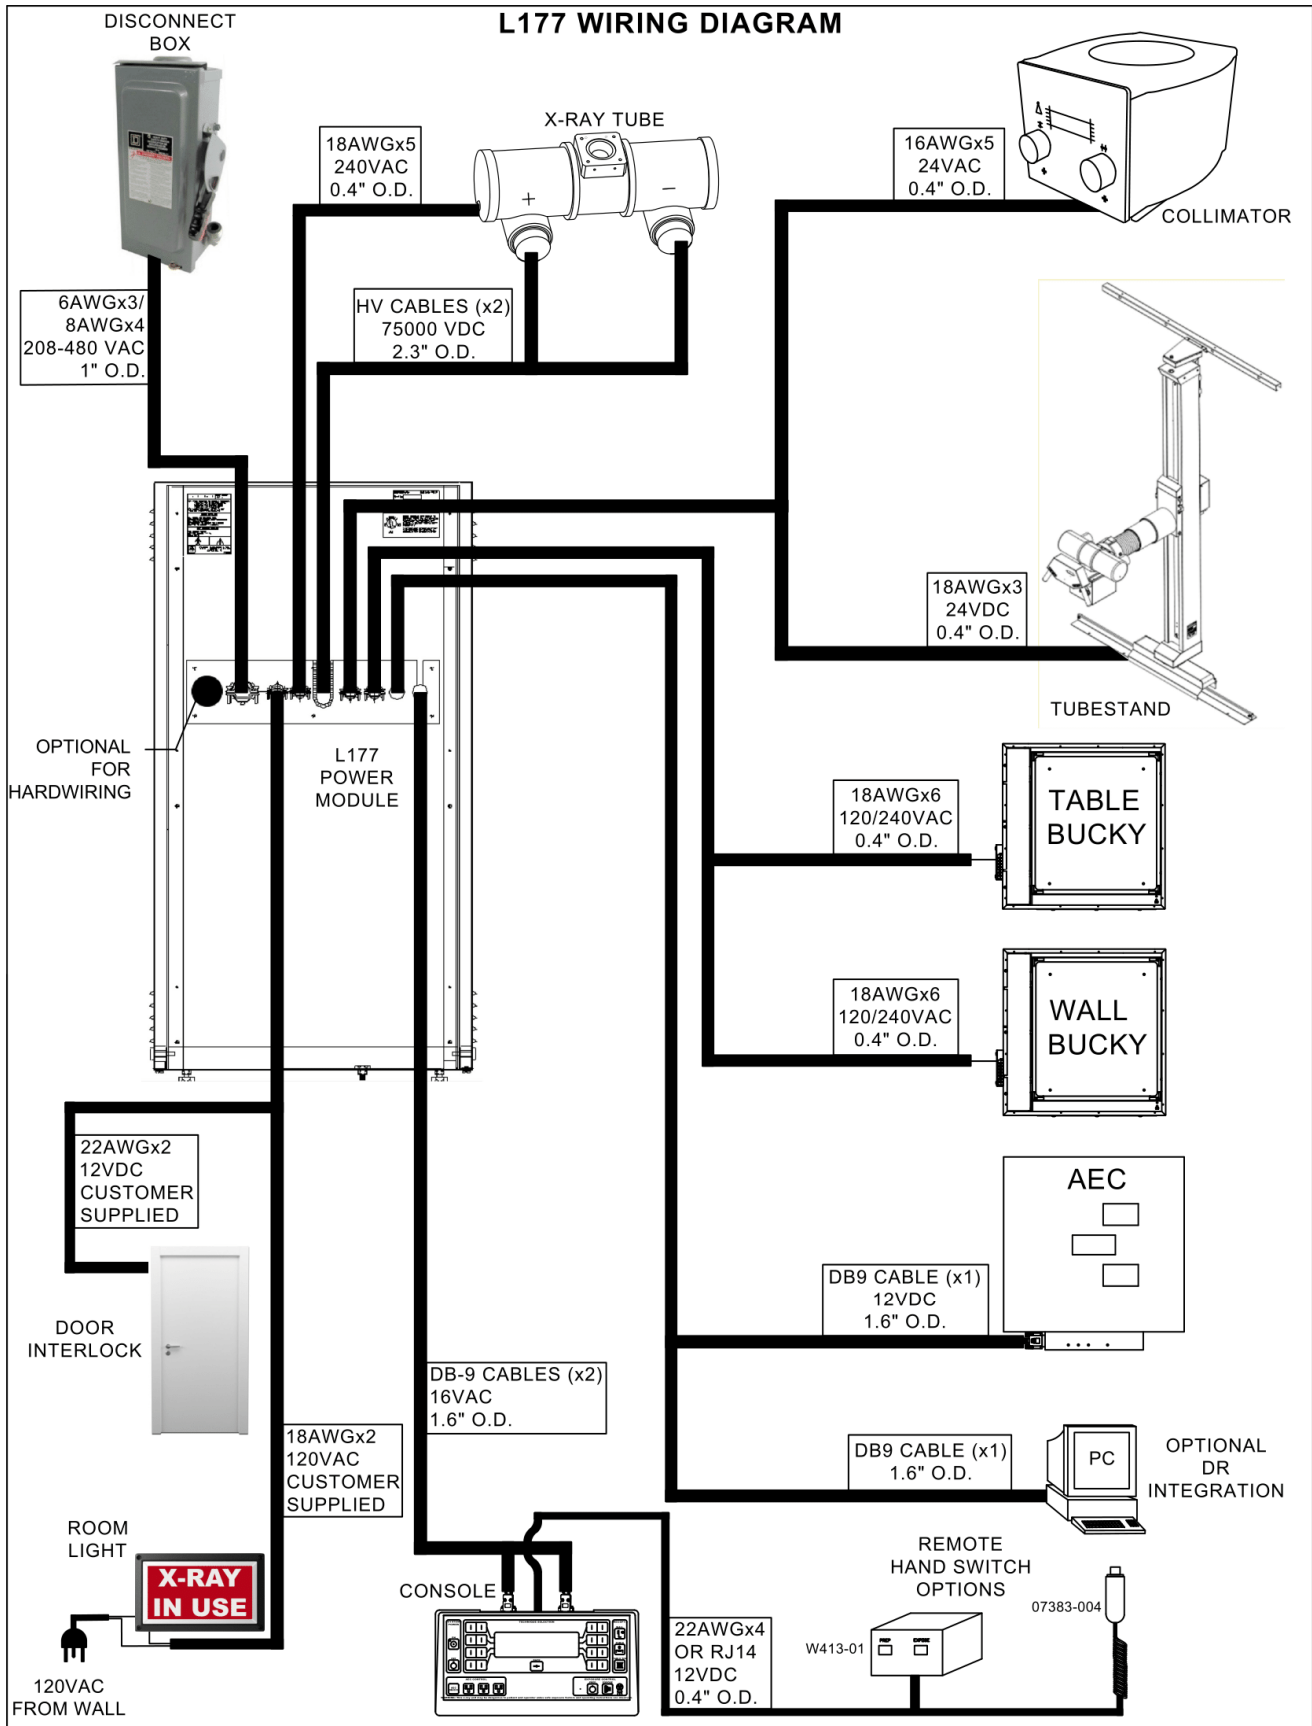 L177 WIRING DIAGRAM
DISCONNECT
BOX
18AWGx5
240VAC
0.4" O.D.
X-RAY TUBE
+
–
16AWGx5
24VAC
0.4" O.D.
COLLIMATOR
6AWGx3/
8AWGx4
208-480 VAC
1" O.D.
HV CABLES (x2)
75000 VDC
2.3" O.D.
18AWGx3
24VDC
0.4" O.D.
TUBESTAND
OPTIONAL
FOR
HARDWIRING
L177
POWER
MODULE
18AWGx6
120/240VAC
0.4" O.D.
TABLE
BUCKY
18AWGx6
120/240VAC
0.4" O.D.
WALL
BUCKY
22AWGx2
12VDC
CUSTOMER
SUPPLIED
AEC
DOOR
INTERLOCK
DB9 CABLE (x1)
12VDC
1.6" O.D.
DB-9 CABLES (x2)
16VAC
1.6" O.D.
18AWGx2
120VAC
CUSTOMER
SUPPLIED
DB9 CABLE (x1)
1.6" O.D.
PC
OPTIONAL
DR
INTEGRATION
ROOM
LIGHT
X-RAY
IN USE
120VAC
FROM WALL
CONSOLE
REMOTE
HAND SWITCH
OPTIONS
07383-004
W413-01
PREP
EXPOSE
22AWGx4
OR RJ14
12VDC
0.4" O.D.